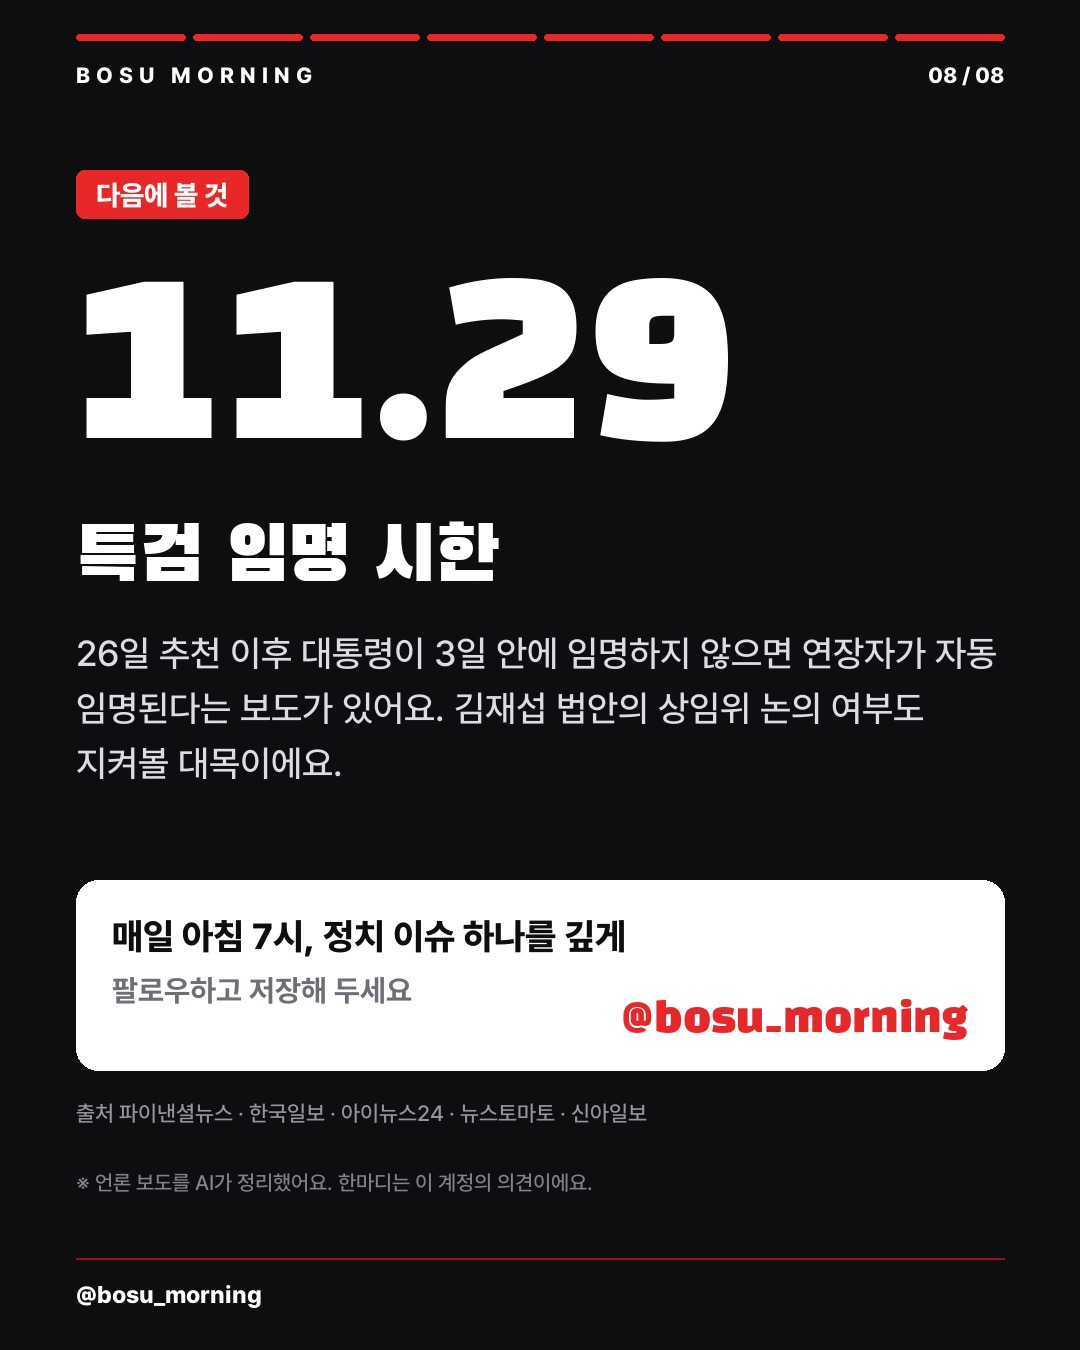 BOSU MORNING
08 / 08
다음에 볼 것
11.29
특검 임명 시한
26일 추천 이후 대통령이 3일 안에 임명하지 않으면 연장자가 자동
임명된다는 보도가 있어요. 김재섭 법안의 상임위 논의 여부도
지켜볼 대목이에요.
매일 아침 7시, 정치 이슈 하나를 깊게
팔로우하고 저장해 두세요
@bosu_morning
출처 파이낸셜뉴스 · 한국일보 · 아이뉴스24 · 뉴스토마토 · 신아일보
※ 언론 보도를 AI가 정리했어요. 한마디는 이 계정의 의견이에요.
@bosu_morning